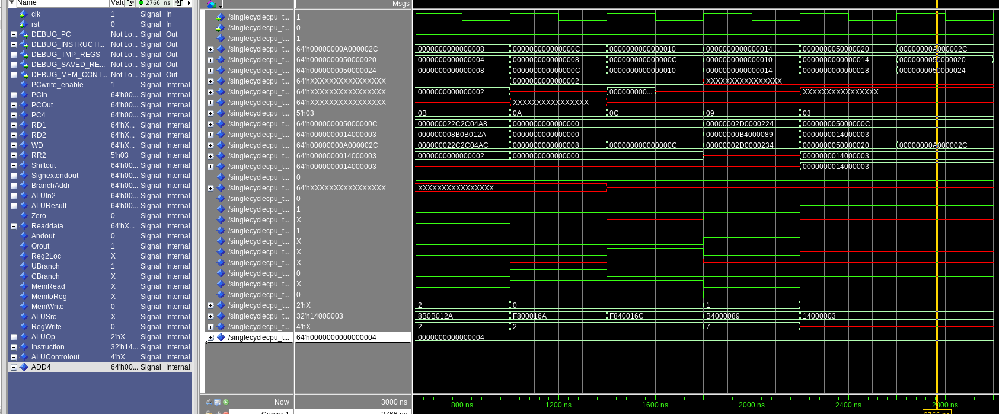 Name Valu 2766 ns Msgs
clk 1 Signal In
rst 0 Signal In
DEBUG_PC Not Lo... Signal Out
DEBUG_INSTRUCTI... Not Lo... Signal Out
DEBUG_TMP_REGS Not Lo... Signal Out
DEBUG_SAVED_RE... Not Lo... Signal Out
DEBUG_MEM_CONT... Not Lo... Signal Out
PCwrite_enable 1 Signal Internal
PCIn 64'h00... Signal Internal
PCOut 64'h00... Signal Internal
PC4 64'h00... Signal Internal
RD1 64'hX... Signal Internal
RD2 64'hX... Signal Internal
WD 64'hX... Signal Internal
RR2 5'h03 Signal Internal
Shiftout 64'h00... Signal Internal
Signextendout 64'h00... Signal Internal
BranchAddr 64'h00... Signal Internal
ALUIn2 64'h00... Signal Internal
ALUResult 64'h00... Signal Internal
Zero 0 Signal Internal
Readdata 64'hX... Signal Internal
Andout 0 Signal Internal
Orout 1 Signal Internal
Reg2Loc X Signal Internal
UBranch 1 Signal Internal
CBranch X Signal Internal
MemRead X Signal Internal
MemtoReg X Signal Internal
MemWrite 0 Signal Internal
ALUSrc X Signal Internal
RegWrite 0 Signal Internal
ALUOp 2'hX Signal Internal
Instruction 32'h14... Signal Internal
ALUControlout 4'hX Signal Internal
ADD4 64'h00... Signal Internal
/singlecyclecpu_t... 1
/singlecyclecpu_t... 0
/singlecyclecpu_t... 1
/singlecyclecpu_t... 64'h00000000A000002C 0000000000000008 000000000000000C 0000000000000010 0000000000000014 0000000050000020 00000000A000002C
/singlecyclecpu_t... 64'h0000000050000020 0000000000000004 0000000000000008 000000000000000C 0000000000000010 0000000000000014 0000000050000020
/singlecyclecpu_t... 64'h0000000050000024 0000000000000008 000000000000000C 0000000000000010 0000000000000014 0000000000000018 0000000050000024
/singlecyclecpu_t... 64'hXXXXXXXXXXXXXXXX 0000000000000002 XXXXXXXXXXXXXXXX
/singlecyclecpu_t... 64'hXXXXXXXXXXXXXXXX 0000000000000002 000000000... XXXXXXXXXXXXXXXX
/singlecyclecpu_t... 64'hXXXXXXXXXXXXXXXX XXXXXXXXXXXXXXXX
/singlecyclecpu_t... 5'h03 0B 0A 0C 09 03
/singlecyclecpu_t... 64'h000000005000000C 000000022C2C04A8 0000000000000000 00000002D0000224 000000005000000C
/singlecyclecpu_t... 64'h0000000014000003 000000008B0B012A 0000000000000000 00000000B4000089 0000000014000003
/singlecyclecpu_t... 64'h00000000A000002C 000000022C2C04AC 0000000000000008 000000000000000C 00000002D0000234 0000000050000020 00000000A000002C
/singlecyclecpu_t... 64'h0000000014000003 0000000000000002 0000000000000000 0000000014000003
/singlecyclecpu_t... 64'h0000000014000003 0000000014000003
/singlecyclecpu_t... 0
/singlecyclecpu_t... 64'hXXXXXXXXXXXXXXXX XXXXXXXXXXXXXXXX
/singlecyclecpu_t... 0
/singlecyclecpu_t... 1
/singlecyclecpu_t... X
/singlecyclecpu_t... 1
/singlecyclecpu_t... X
/singlecyclecpu_t... X
/singlecyclecpu_t... X
/singlecyclecpu_t... 0
/singlecyclecpu_t... X
/singlecyclecpu_t... 0
/singlecyclecpu_t... 2'hX 2 0 1
/singlecyclecpu_t... 32'h14000003 8B0B012A F800016A F840016C B4000089 14000003
/singlecyclecpu_t... 4'hX 2 2 7
/singlecyclecpu_t... 64'h0000000000000004 0000000000000004
Now 3000 ns 800 ns 1200 ns 1600 ns 2000 ns 2400 ns 2800 ns
Cursor 1 2766 ns 2766 ns